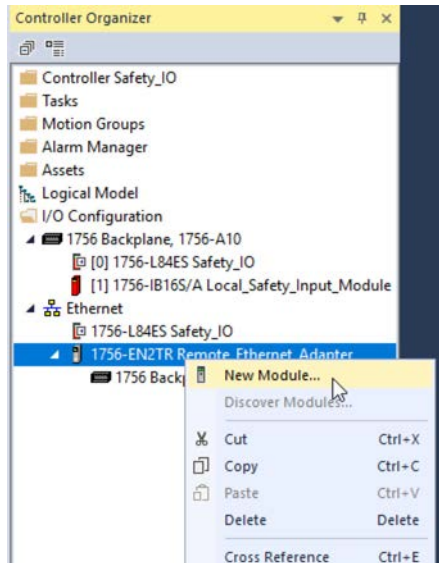 Controller Organizer
Controller Safety_IO
Tasks
Motion Groups
Alarm Manager
Assets
Logical Model
I/O Configuration
1756 Backplane, 1756-A10
[0] 1756-L84ES Safety_IO
[1] 1756-IB16S/A Local_Safety_Input_Module
Ethernet
1756-L84ES Safety_IO
1756-EN2TR Remote_Ethernet_Adapter
1756 Back
New Module...
Discover Modules...
Cut Ctrl+X
Copy Ctrl+C
Paste Ctrl+V
Delete Delete
Cross Reference Ctrl+E